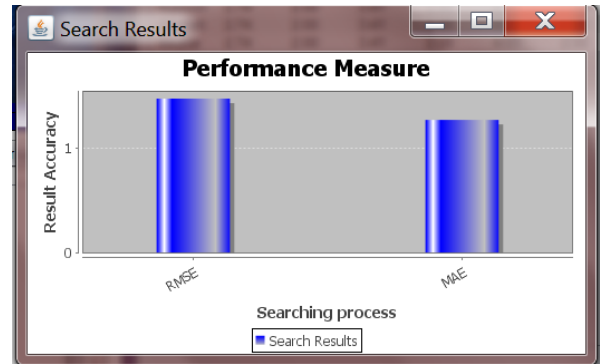 Search Results
Performance Measure
Result Accuracy
1
0
RMSE
MAE
Searching process
Search Results